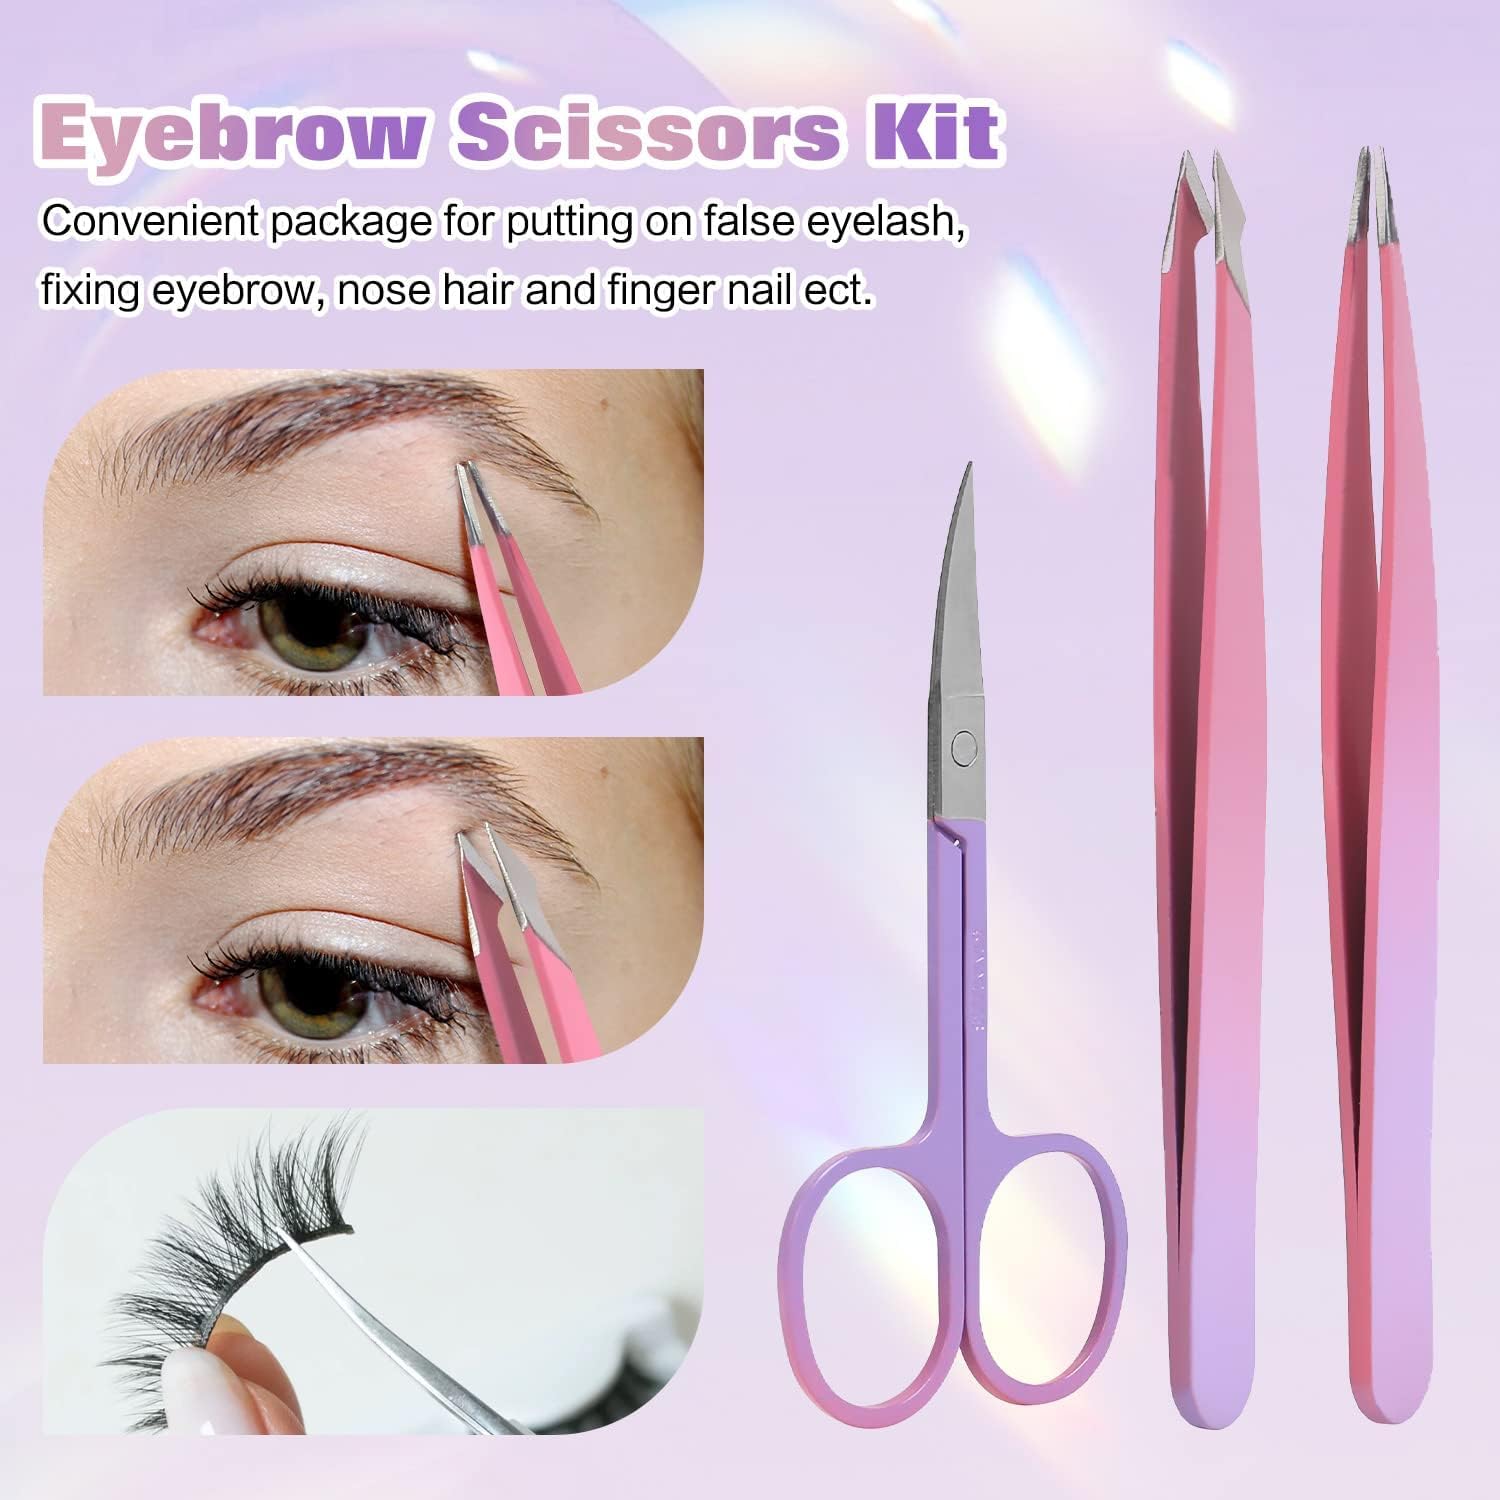 Eyebrow Scissors Kit
Convenient package for putting on false eyelash,
fixing eyebrow, nose hair and finger nail ect.